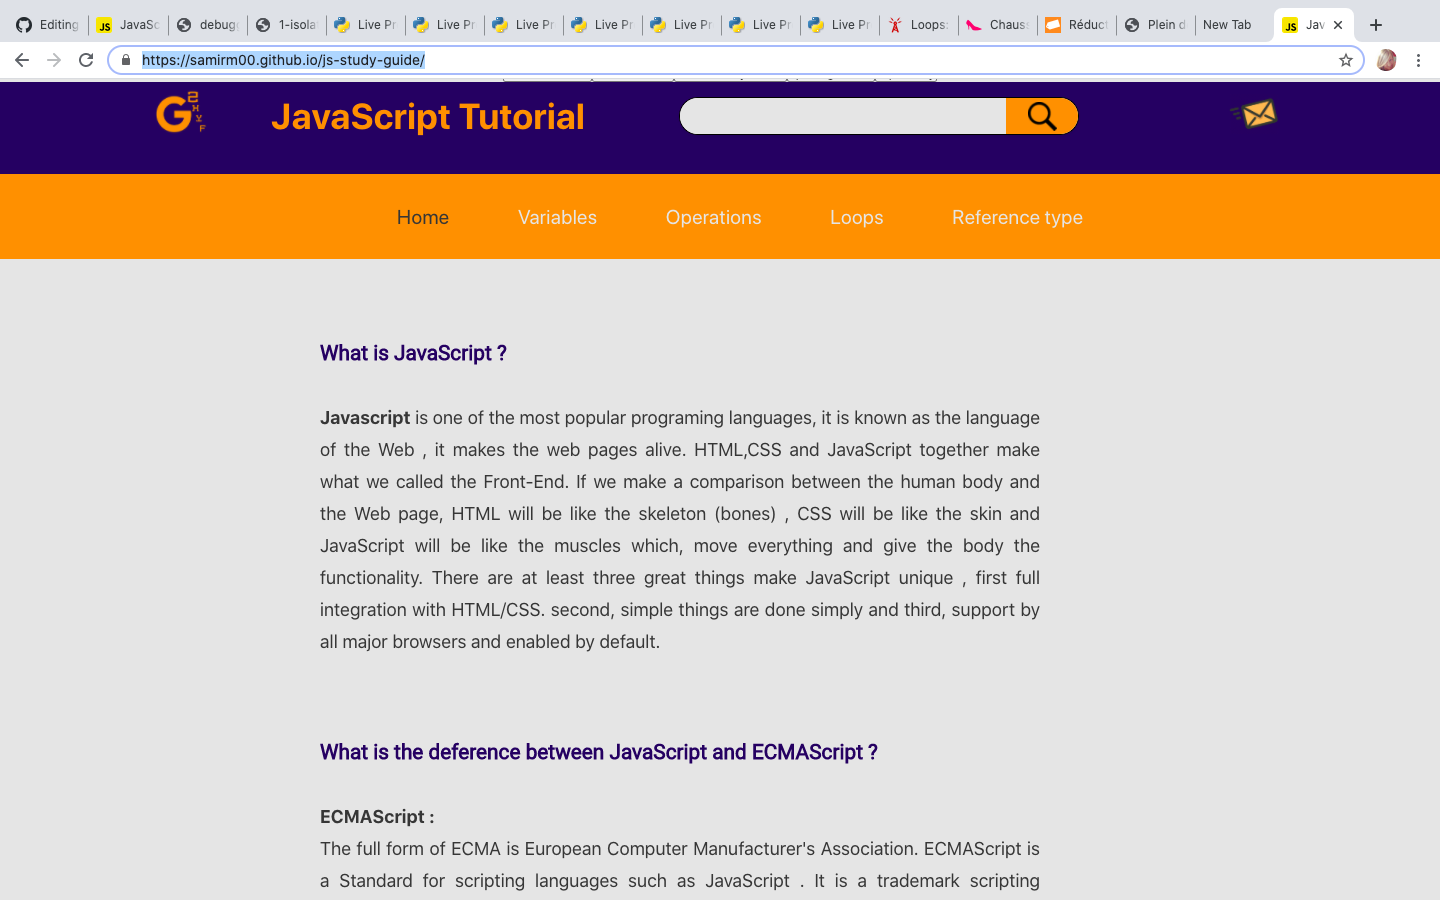 Editing JavaSc debug 1-isola Live Pr Live Pr Live Pr Live Pr Live Pr Live Pr Live Pr Loops: Chaus Réduct Plein d New Tab Jav
https://samirm00.github.io/js-study-guide/
G 2 H Y F JavaScript Tutorial
Home Variables Operations Loops Reference type
What is JavaScript ?
Javascript is one of the most popular programing languages, it is known as the language
of the Web , it makes the web pages alive. HTML,CSS and JavaScript together make
what we called the Front-End. If we make a comparison between the human body and
the Web page, HTML will be like the skeleton (bones) , CSS will be like the skin and
JavaScript will be like the muscles which, move everything and give the body the
functionality. There are at least three great things make JavaScript unique , first full
integration with HTML/CSS. second, simple things are done simply and third, support by
all major browsers and enabled by default.
What is the deference between JavaScript and ECMAScript ?
ECMAScript :
The full form of ECMA is European Computer Manufacturer's Association. ECMAScript is
a Standard for scripting languages such as JavaScript . It is a trademark scripting